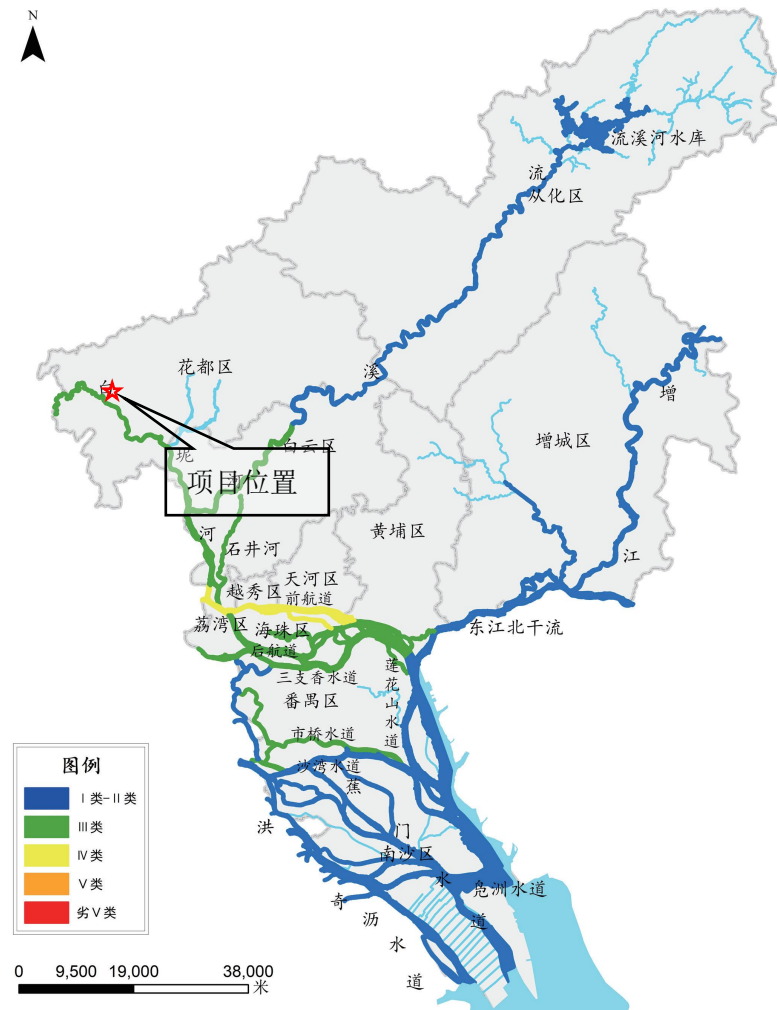 N
流溪河水库
流
从化区
花都区
溪
白
增
白云区
增城区
坭
河
项目位置
黄埔区
河
石井河
江
天河区
越秀区
前航道
荔湾区
海珠区
东江北干流
后航道
莲花山水道
三支香水道
番禺区
市桥水道
沙湾水道
蕉
洪
门
南沙区
水
凫洲水道
奇
道
沥
水
道
图例
Ⅰ类-Ⅱ类
Ⅲ类
Ⅳ类
Ⅴ类
劣Ⅴ类
0 9,500 19,000 38,000
米